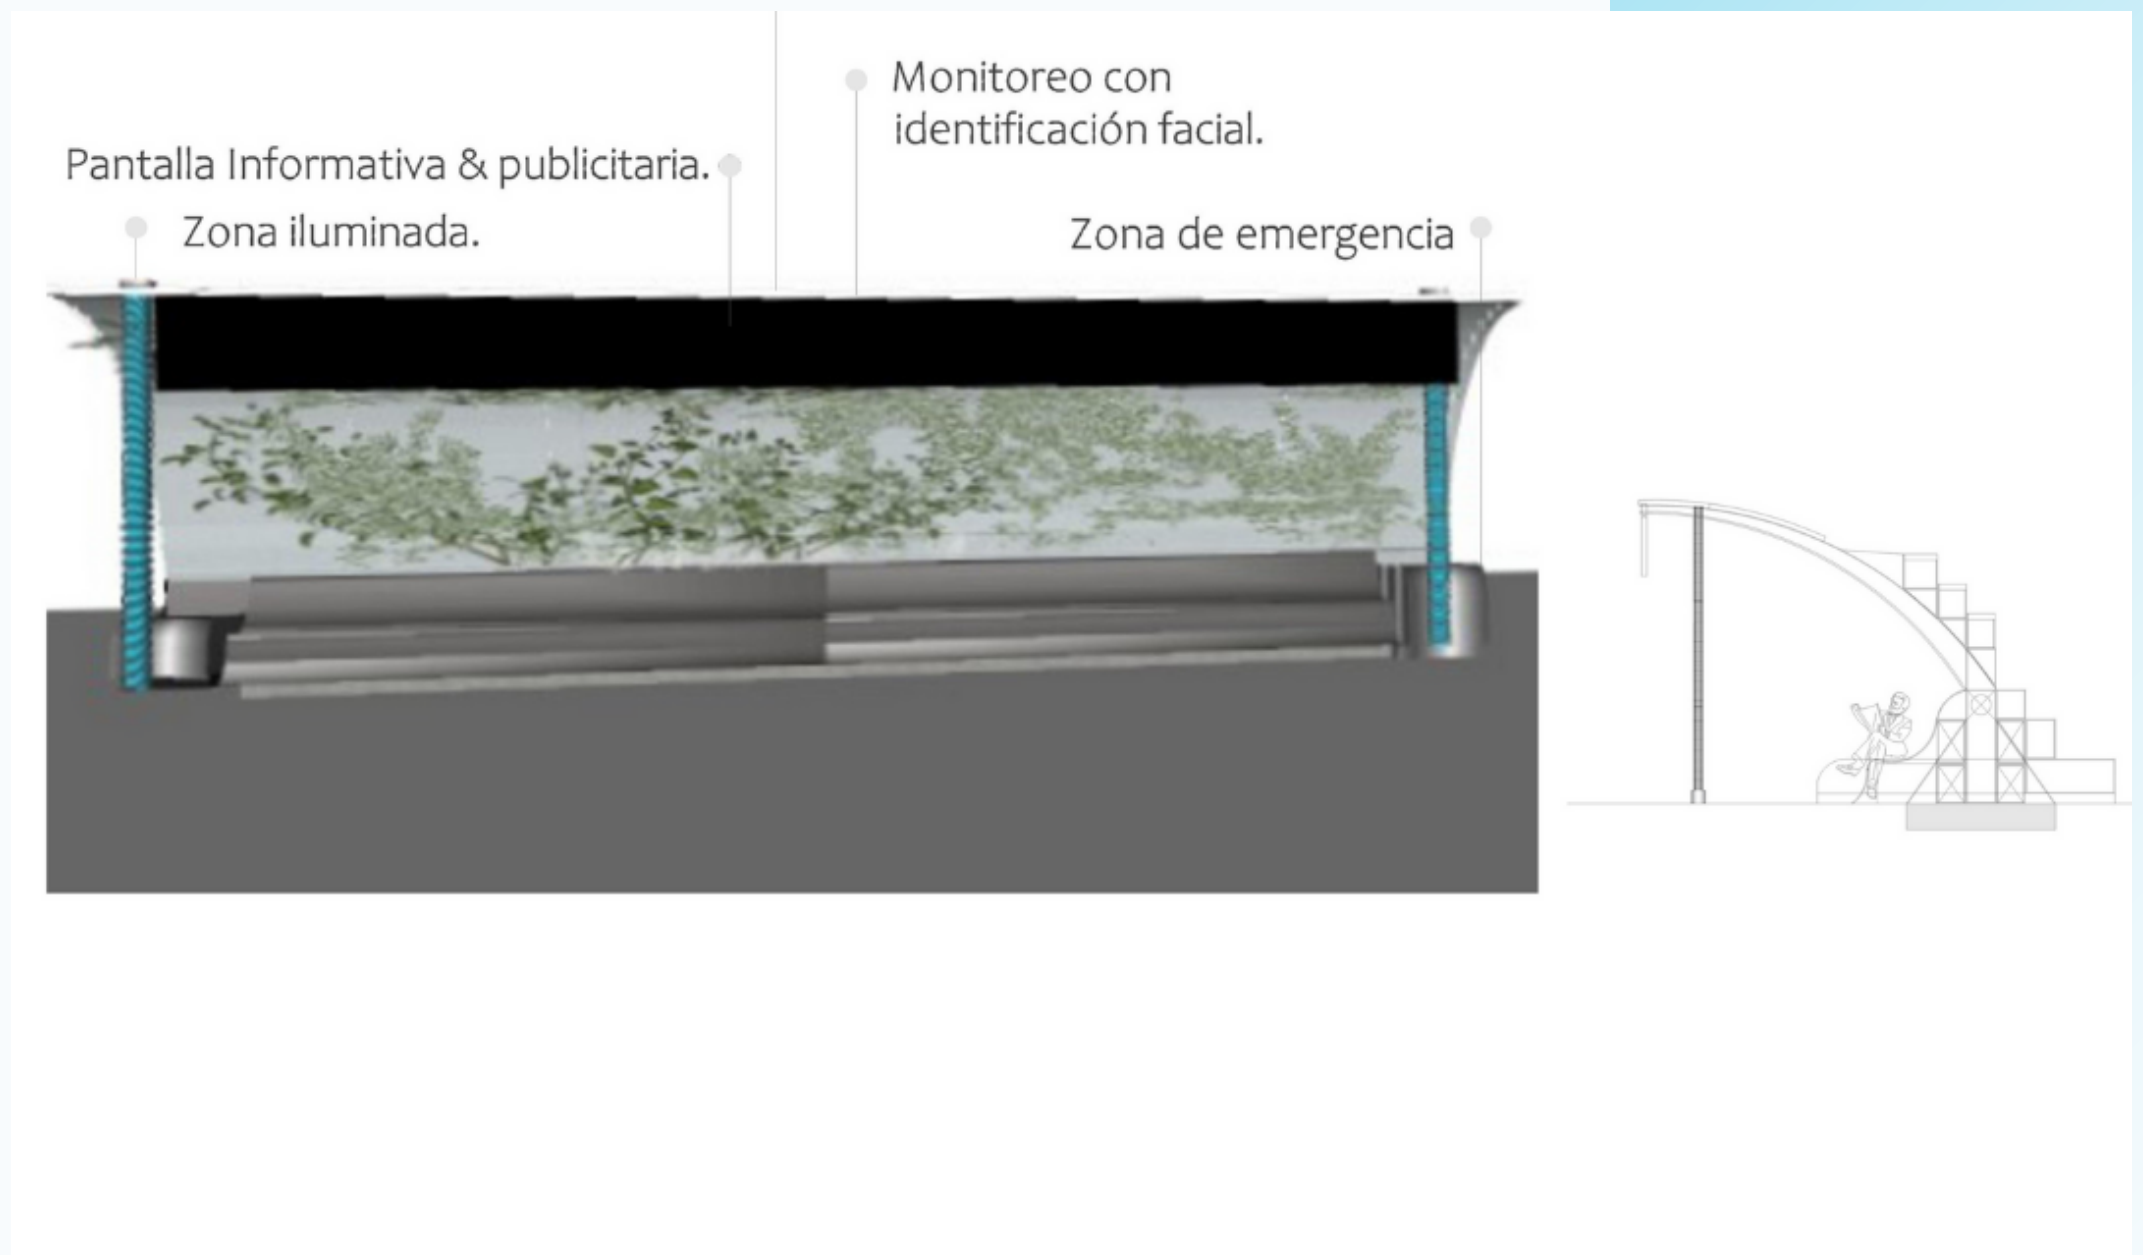 Monitoreo con
identificación facial.
Pantalla Informativa & publicitaria.
Zona iluminada.
Zona de emergencia